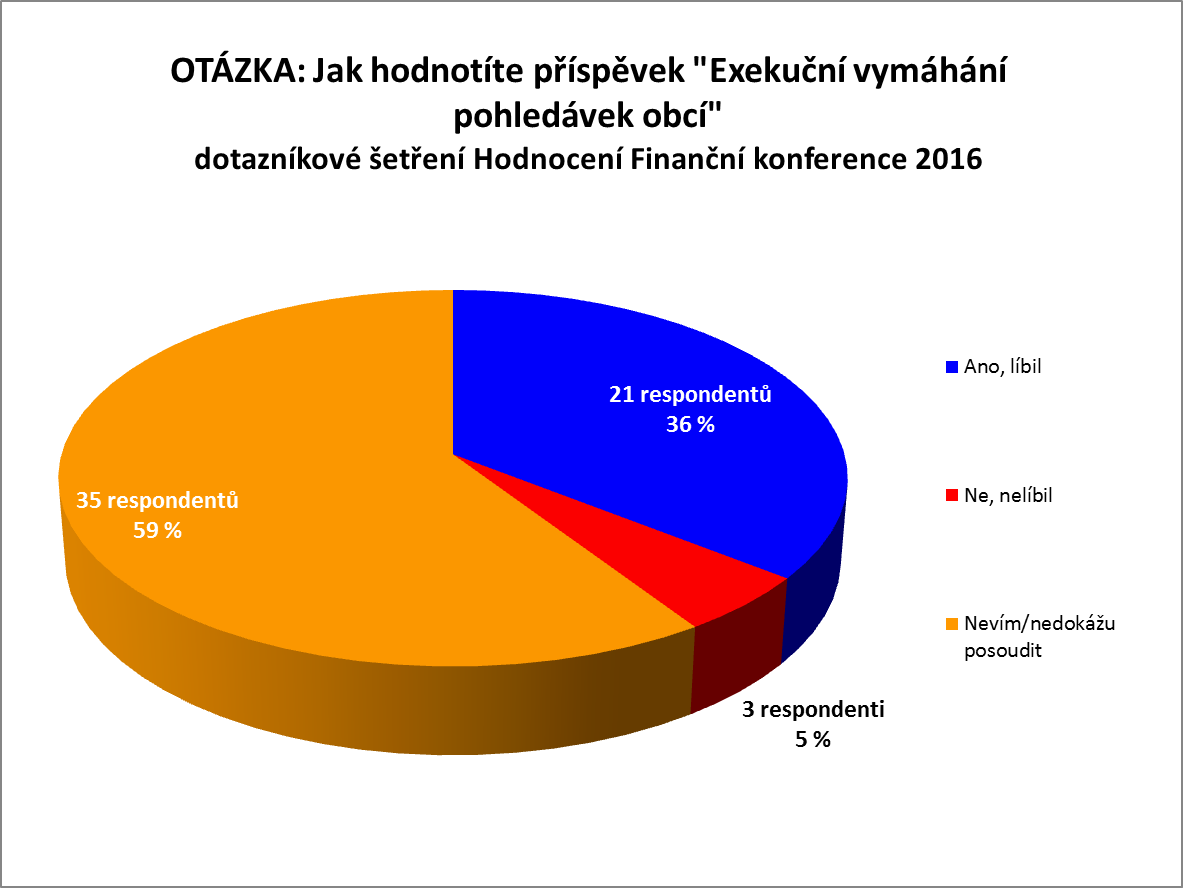 OTÁZKA: Jak hodnotíte příspěvek "Exekuční vymáhání
pohledávek obcí"
dotazníkové šetření Hodnocení Finanční konference 2016
21 respondentů
36 %
35 respondentů
59 %
3 respondenti
5 %
Ano, líbil
Ne, nelíbil
Nevím/nedokážu
posoudit